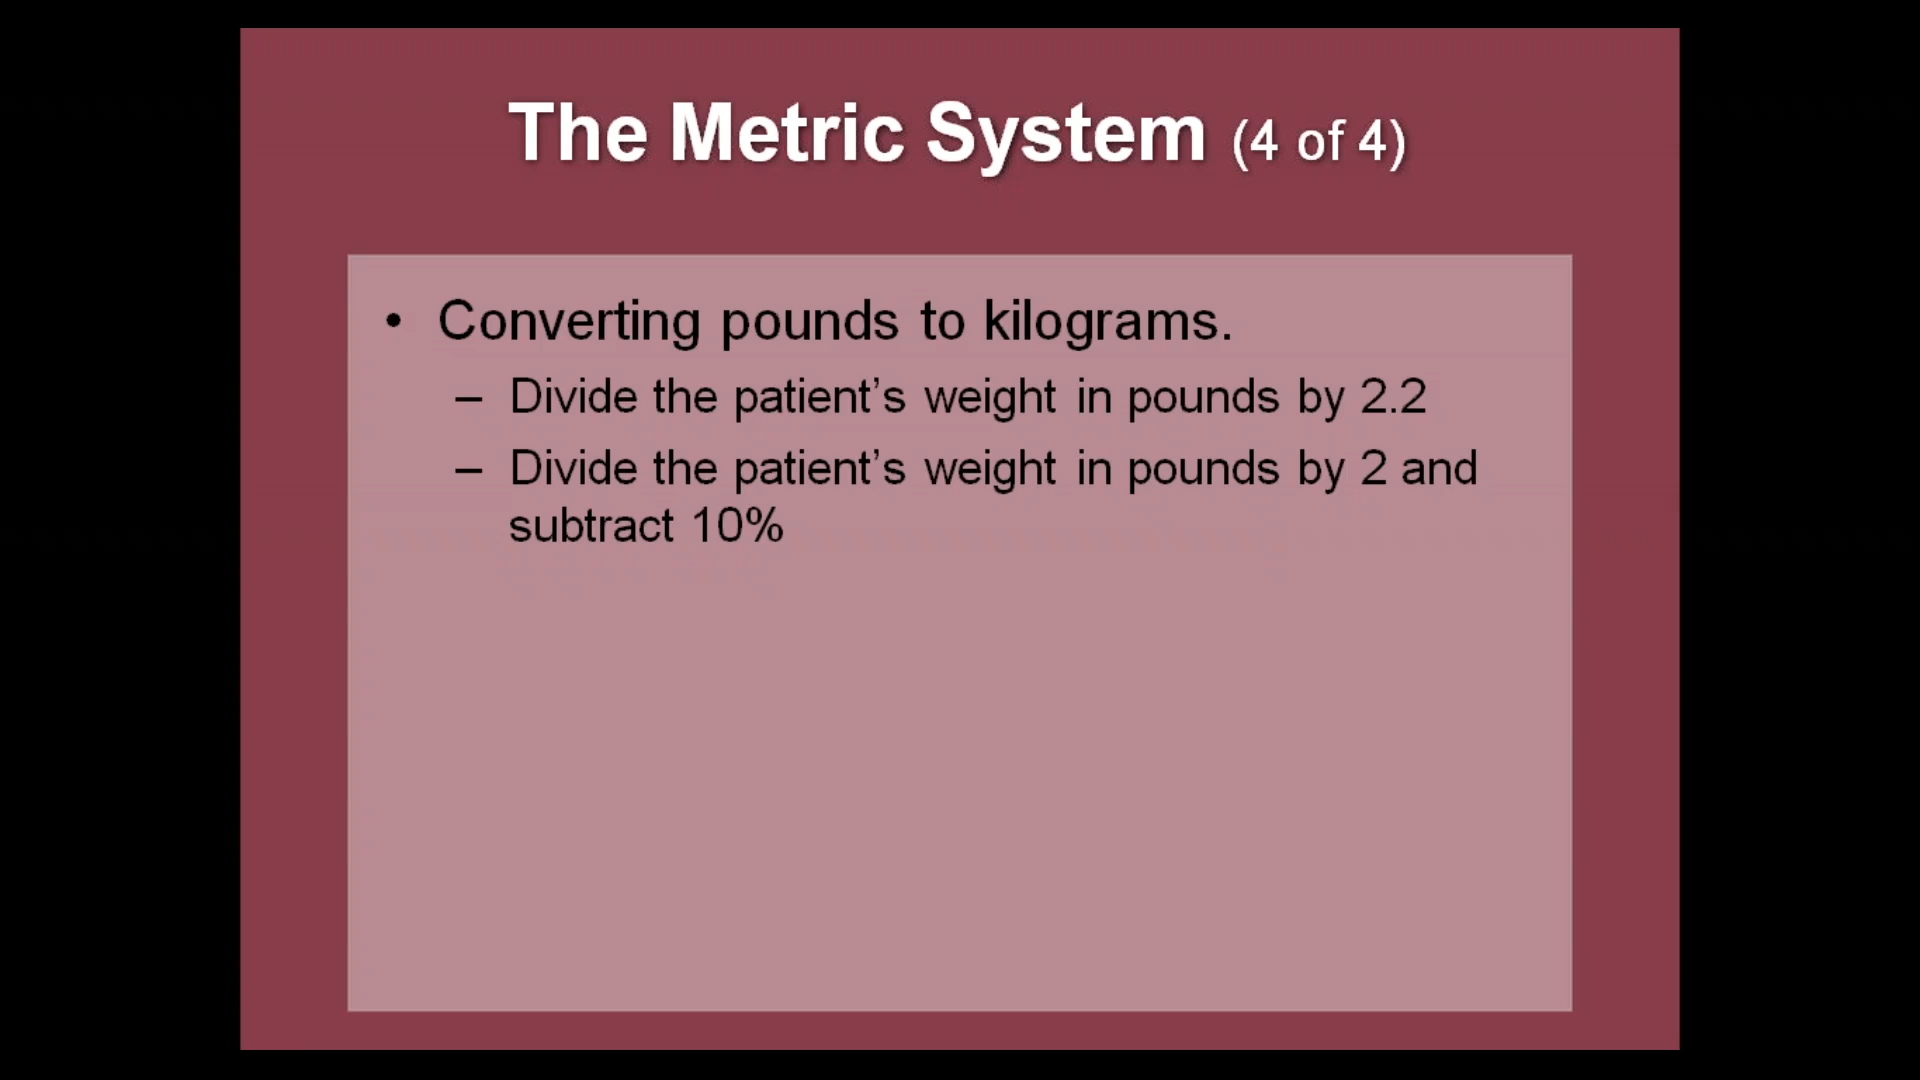 The Metric System (4 of 4)
• Converting pounds to kilograms.
– Divide the patient’s weight in pounds by 2.2
– Divide the patient’s weight in pounds by 2 and
subtract 10%